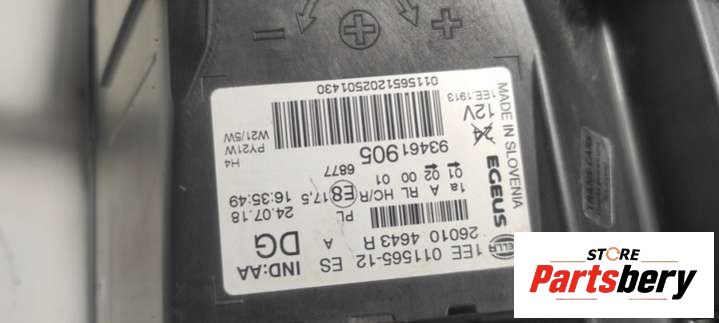 IND:AA
1EE 011565-12 ES
HELLA
26010 4643 R A
DG
PL
EGEUS
1a A RL HC/R E8 17,5
01 02 00 01
6877
24.07.18 16:35:49
93461905
H4
PY21W
W21/5W
24 12V
MADE IN SLOVENIA
1EE.1913
0115651202501430
STORE
Partsbery